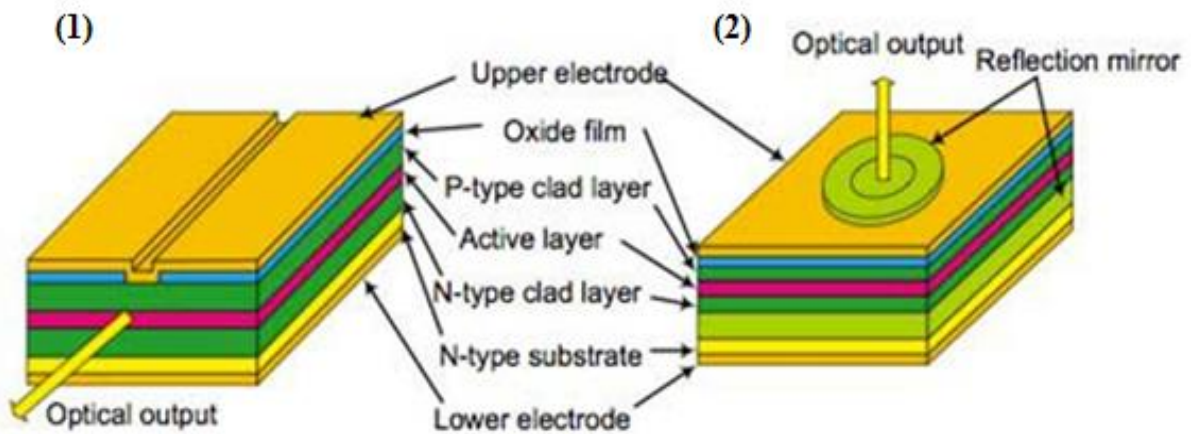 (1)
(2)
Optical output
Reflection mirror
Upper electrode
Oxide film
P-type clad layer
Active layer
N-type clad layer
N-type substrate
Lower electrode
Optical output